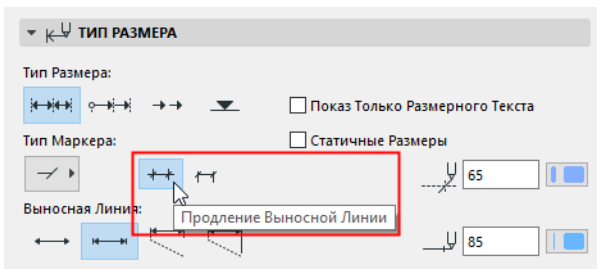 ТИП РАЗМЕРА
Тип Размера:
Показ Только Размерного Текста
Тип Маркера:
Статичные Размеры
65
Выносная Линия:
Продление Выносной Линии
85